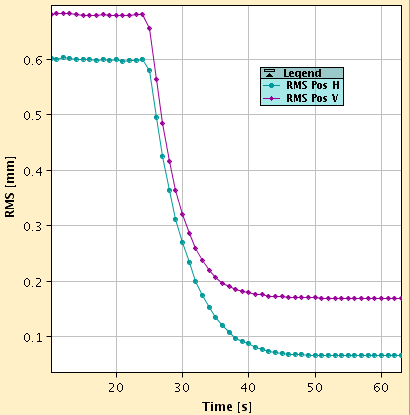 Legend
RMS Pos H
RMS Pos V
RMS [mm]
0.6
0.5
0.4
0.3
0.2
0.1
20 30 40 50 60
Time [s]